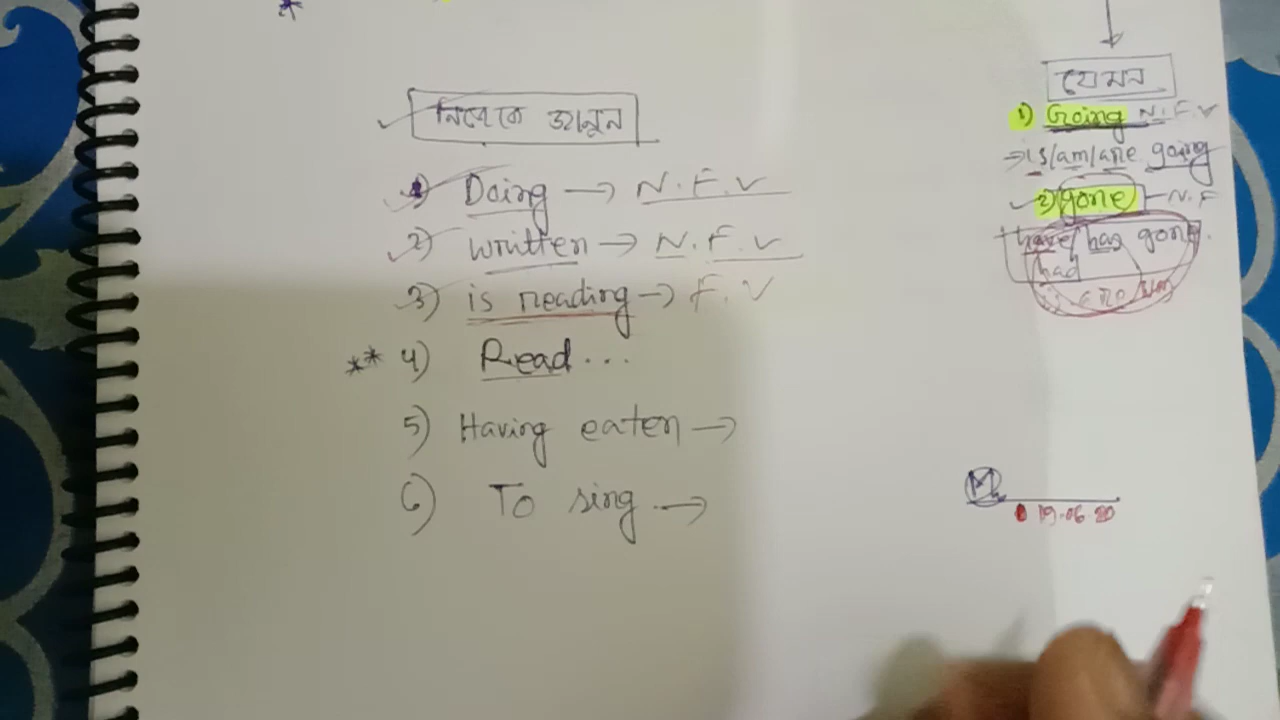 নিজেকে জানুন
1) Doing → N.F.V
2) written → N.F.V
3) is reading → F.V
** 4) Read...
5) Having eaten →
6) To sing →
যেমন
1) Going N.F.V
→ is/am/are going
2) gone - N.F
have/has gone.
had
19.06 20